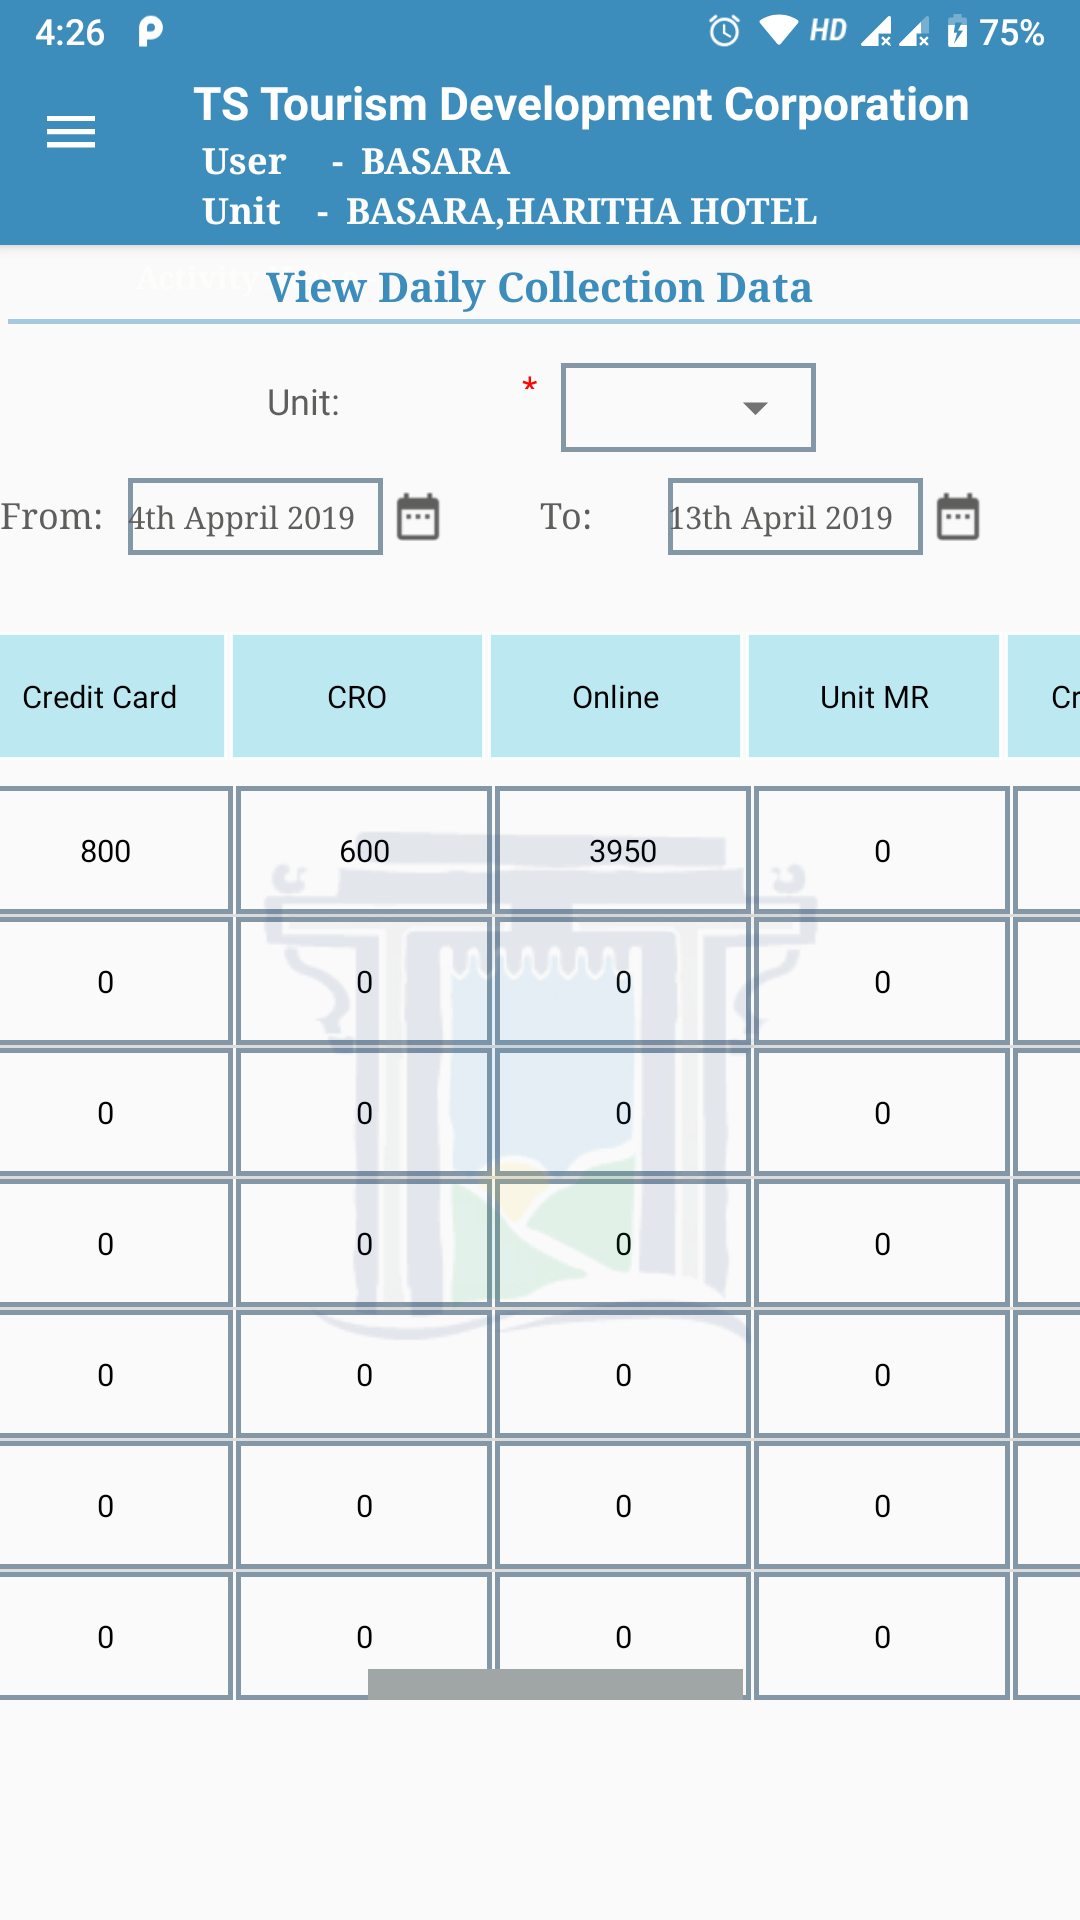 4:26 HD 75%
TS Tourism Development Corporation
User - BASARA
Unit - BASARA,HARITHA HOTEL
Activity
View Daily Collection Data
Unit: *
From: 4th Appril 2019 To: 13th April 2019
Credit Card CRO Online Unit MR Cr
800 600 3950 0
0 0 0 0
0 0 0 0
0 0 0 0
0 0 0 0
0 0 0 0
0 0 0 0